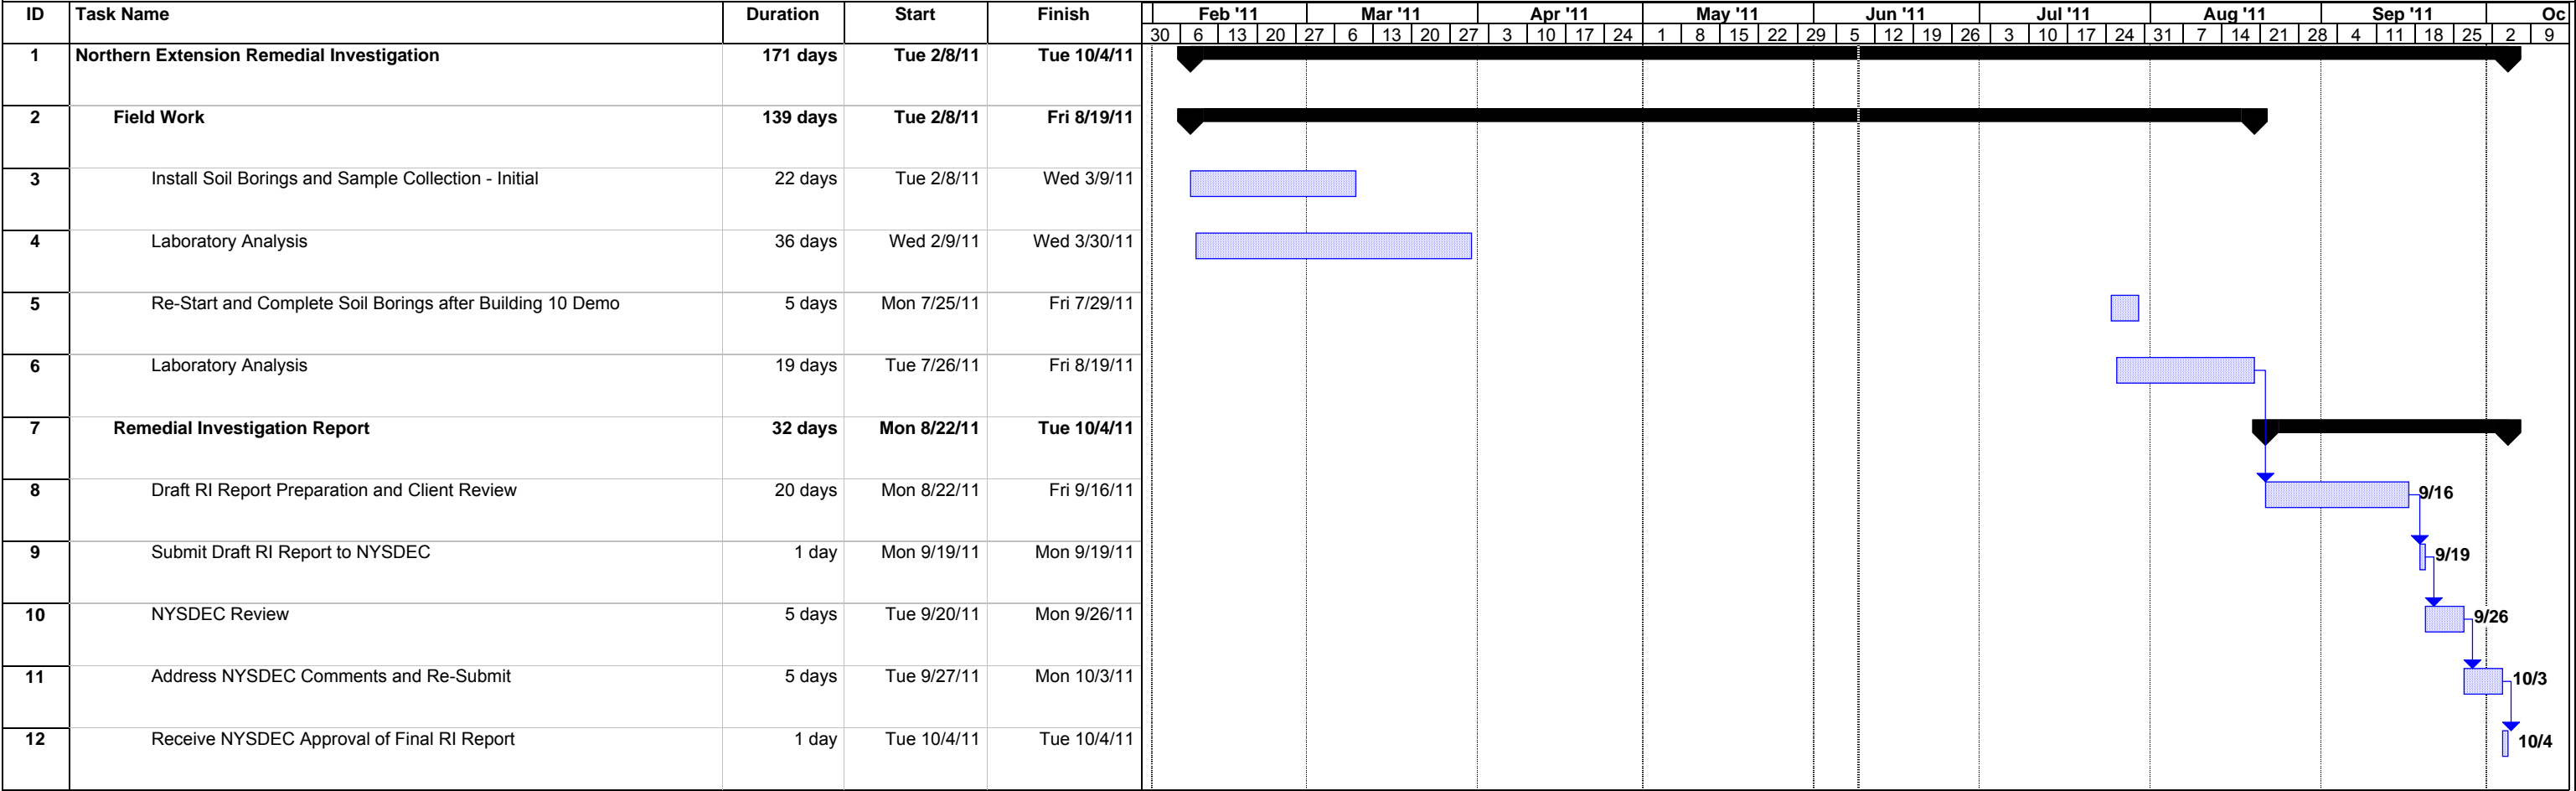 ID Task Name Duration Start Finish Feb '11 Mar '11 Apr '11 May '11 Jun '11 Jul '11 Aug '11 Sep '11 Oc
30 6 13 20 27 6 13 20 27 3 10 17 24 1 8 15 22 29 5 12 19 26 3 10 17 24 31 7 14 21 28 4 11 18 25 2 9
1 Northern Extension Remedial Investigation 171 days Tue 2/8/11 Tue 10/4/11
2 Field Work 139 days Tue 2/8/11 Fri 8/19/11
3 Install Soil Borings and Sample Collection - Initial 22 days Tue 2/8/11 Wed 3/9/11
4 Laboratory Analysis 36 days Wed 2/9/11 Wed 3/30/11
5 Re-Start and Complete Soil Borings after Building 10 Demo 5 days Mon 7/25/11 Fri 7/29/11
6 Laboratory Analysis 19 days Tue 7/26/11 Fri 8/19/11
7 Remedial Investigation Report 32 days Mon 8/22/11 Tue 10/4/11
8 Draft RI Report Preparation and Client Review 20 days Mon 8/22/11 Fri 9/16/11 9/16
9 Submit Draft RI Report to NYSDEC 1 day Mon 9/19/11 Mon 9/19/11 9/19
10 NYSDEC Review 5 days Tue 9/20/11 Mon 9/26/11 9/26
11 Address NYSDEC Comments and Re-Submit 5 days Tue 9/27/11 Mon 10/3/11 10/3
12 Receive NYSDEC Approval of Final RI Report 1 day Tue 10/4/11 Tue 10/4/11 10/4